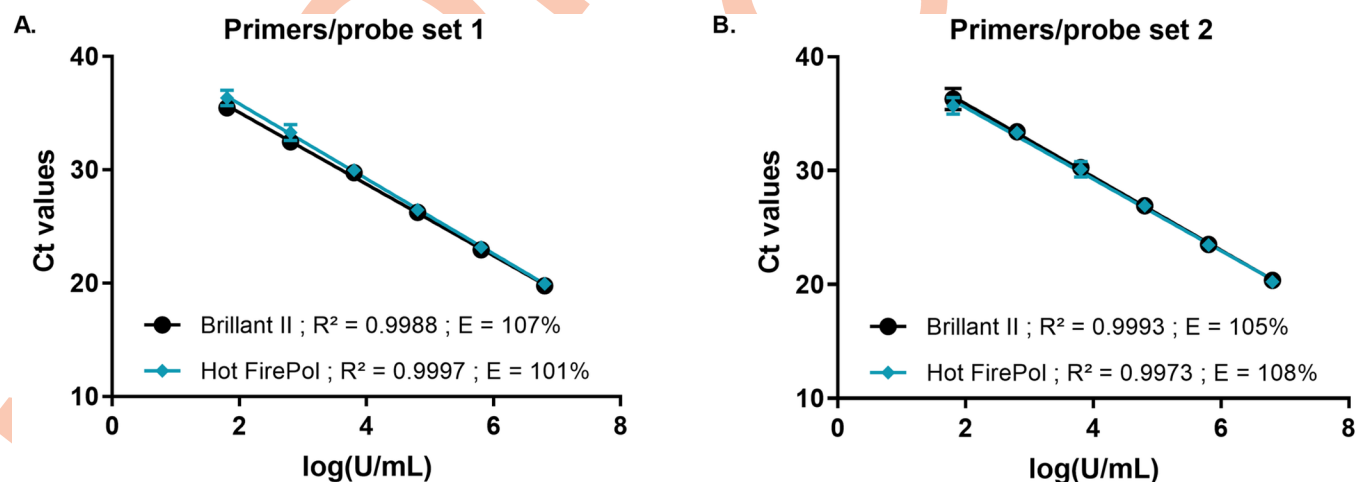 A.
Primers/probe set 1
Ct values
40
30
20
10
Brillant II ; R² = 0.9988 ; E = 107%
Hot FirePol ; R² = 0.9997 ; E = 101%
0 2 4 6 8
log(U/mL)
B.
Primers/probe set 2
Ct values
40
30
20
10
Brillant II ; R² = 0.9993 ; E = 105%
Hot FirePol ; R² = 0.9973 ; E = 108%
0 2 4 6 8
log(U/mL)